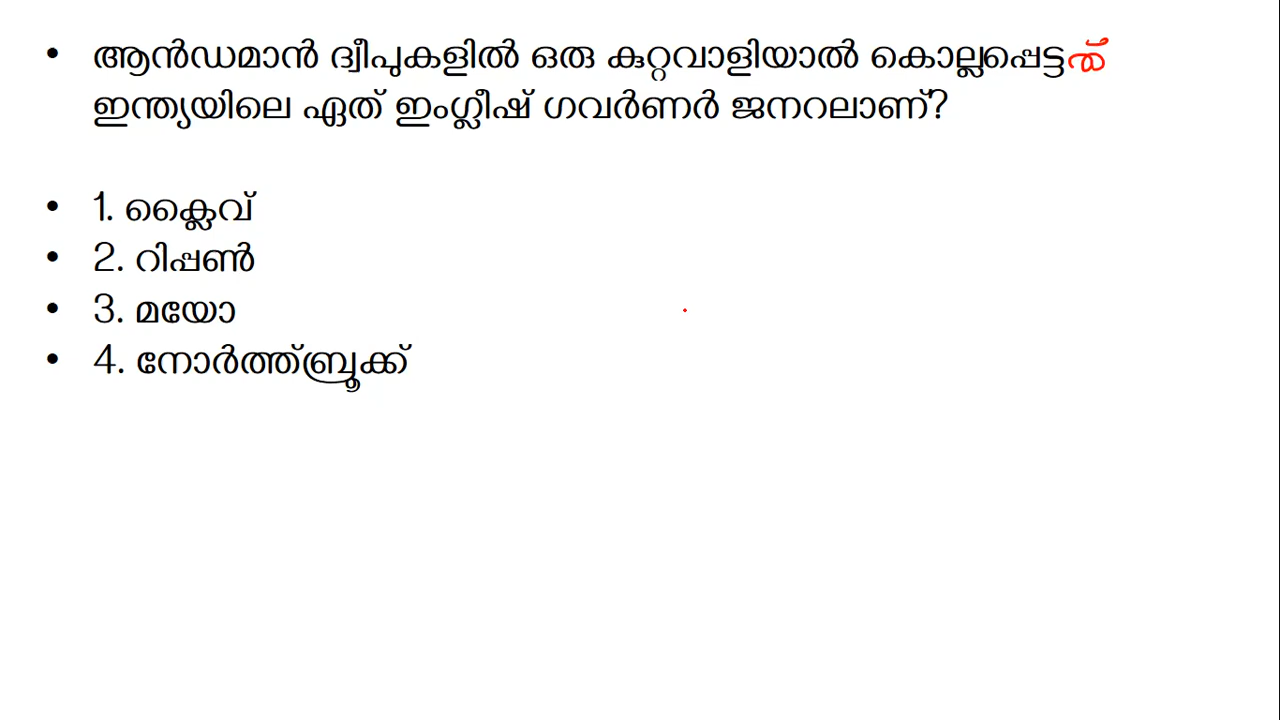 • ആൻഡമാൻ ദ്വീപുകളിൽ ഒരു കുറ്റവാളിയാൽ കൊല്ലപ്പെട്ടത്
ഇന്ത്യയിലെ ഏത് ഇംഗ്ലീഷ് ഗവർണർ ജനറലാണ്?
• 1. ക്ലൈവ്
• 2. റിപ്പൺ
• 3. മയോ
• 4. നോർത്ത്ബ്രൂക്ക്